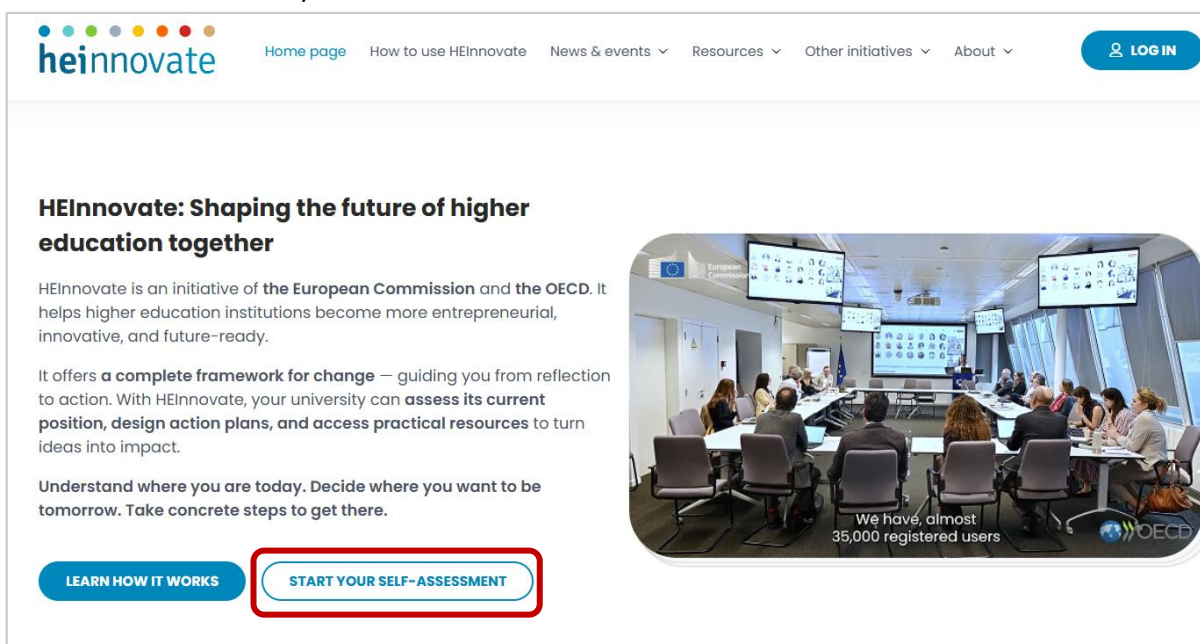 heinnovate
Home page
How to use HEInnovate
News & events
Resources
Other initiatives
About
LOG IN
HEInnovate: Shaping the future of higher
education together
HEInnovate is an initiative of the European Commission and the OECD. It
helps higher education institutions become more entrepreneurial,
innovative, and future-ready.
It offers a complete framework for change — guiding you from reflection
to action. With HEInnovate, your university can assess its current
position, design action plans, and access practical resources to turn
ideas into impact.
Understand where you are today. Decide where you want to be
tomorrow. Take concrete steps to get there.
LEARN HOW IT WORKS
START YOUR SELF-ASSESSMENT
European
Commission
We have, almost
35,000 registered users
OECD